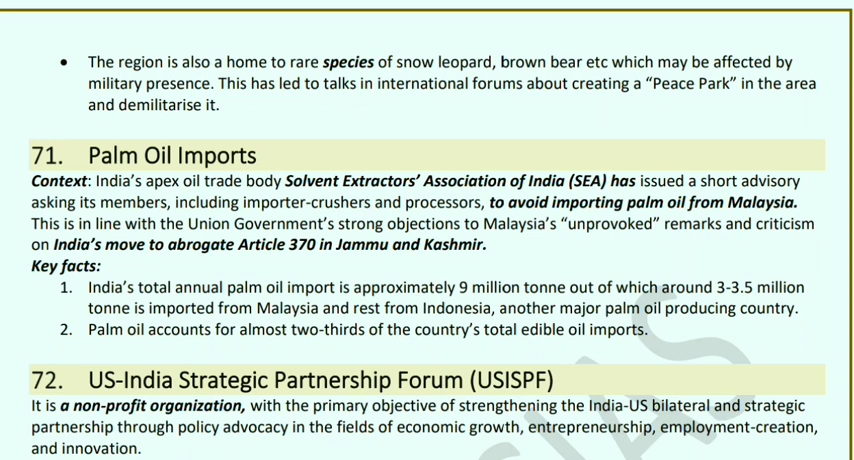 • The region is also a home to rare species of snow leopard, brown bear etc which may be affected by
military presence. This has led to talks in international forums about creating a “Peace Park” in the area
and demilitarise it.
71. Palm Oil Imports
Context: India’s apex oil trade body Solvent Extractors’ Association of India (SEA) has issued a short advisory
asking its members, including importer-crushers and processors, to avoid importing palm oil from Malaysia.
This is in line with the Union Government’s strong objections to Malaysia’s “unprovoked” remarks and criticism
on India’s move to abrogate Article 370 in Jammu and Kashmir.
Key facts:
1. India’s total annual palm oil import is approximately 9 million tonne out of which around 3-3.5 million
tonne is imported from Malaysia and rest from Indonesia, another major palm oil producing country.
2. Palm oil accounts for almost two-thirds of the country’s total edible oil imports.
72. US-India Strategic Partnership Forum (USISPF)
It is a non-profit organization, with the primary objective of strengthening the India-US bilateral and strategic
partnership through policy advocacy in the fields of economic growth, entrepreneurship, employment-creation,
and innovation.